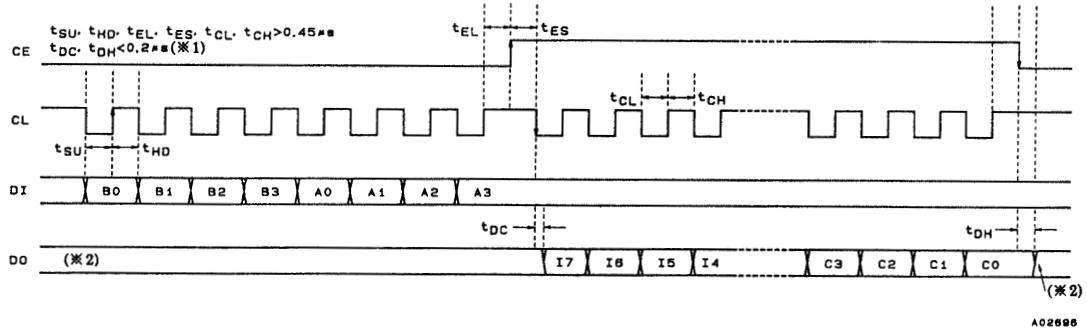 tSU, tHD, tEL, tES, tCL, tCH>0.45μs
tDC, tDH<0.2μs(※1)
tEL
tES
CE
CL
tCL
tCH
tSU
tHD
DI
B0 B1 B2 B3 A0 A1 A2 A3
tDC
tDH
DO
(※2)
I7 I6 I5 I4 C3 C2 C1 C0
(※2)
A02696